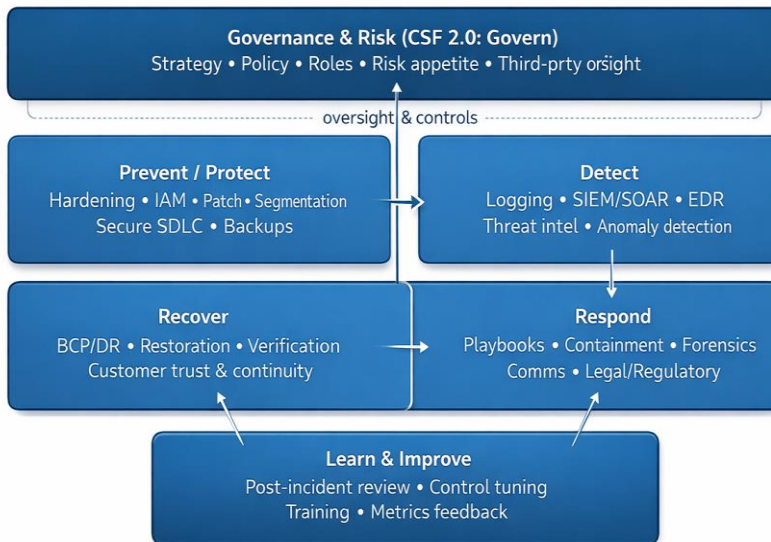 Governance & Risk (CSF 2.0: Govern)
Strategy • Policy • Roles • Risk appetite • Third-prty orsight
oversight & controls
Prevent / Protect
Hardening • IAM • Patch • Segmentation
Secure SDLC • Backups
Detect
Logging • SIEM/SOAR • EDR
Threat intel • Anomaly detection
Recover
BCP/DR • Restoration • Verification
Customer trust & continuity
Respond
Playbooks • Containment • Forensics
Comms • Legal/Regulatory
Learn & Improve
Post-incident review • Control tuning
Training • Metrics feedback